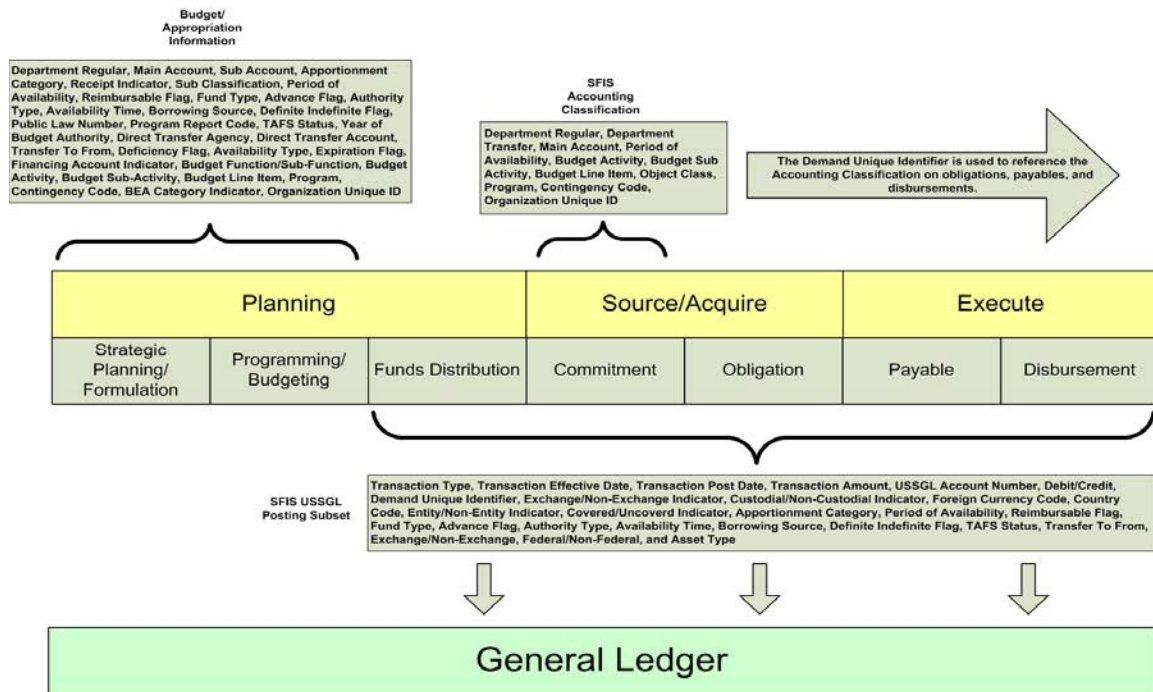 Budget/
Appropriation
Information
Department Regular, Main Account, Sub Account, Apportionment
Category, Receipt Indicator, Sub Classification, Period of
Availability, Reimbursable Flag, Fund Type, Advance Flag, Authority
Type, Availability Time, Borrowing Source, Definite Indefinite Flag,
Public Law Number, Program Report Code, TAFS Status, Year of
Budget Authority, Direct Transfer Agency, Direct Transfer Account,
Transfer To From, Deficiency Flag, Availability Type, Expiration Flag,
Financing Account Indicator, Budget Function/Sub-Function, Budget
Activity, Budget Sub-Activity, Budget Line Item, Program,
Contingency Code, BEA Category Indicator, Organization Unique ID
SFIS
Accounting
Classification
Department Regular, Department
Transfer, Main Account, Period of
Availability, Budget Activity, Budget Sub
Activity, Budget Line Item, Object Class,
Program, Contingency Code,
Organization Unique ID
The Demand Unique Identifier is used to reference the
Accounting Classification on obligations, payables, and
disbursements.
Planning
Source/Acquire
Execute
Strategic
Planning/
Formulation
Programming/
Budgeting
Funds Distribution
Commitment
Obligation
Payable
Disbursement
SFIS USSGL
Posting Subset
Transaction Type, Transaction Effective Date, Transaction Post Date, Transaction Amount, USSGL Account Number, Debit/Credit,
Demand Unique Identifier, Exchange/Non-Exchange Indicator, Custodial/Non-Custodial Indicator, Foreign Currency Code, Country
Code, Entity/Non-Entity Indicator, Covered/Uncoverd Indicator, Apportionment Category, Period of Availability, Reimbursable Flag,
Fund Type, Advance Flag, Authority Type, Availability Time, Borrowing Source, Definite Indefinite Flag, TAFS Status, Transfer To From,
Exchange/Non-Exchange, Federal/Non-Federal, and Asset Type
General Ledger